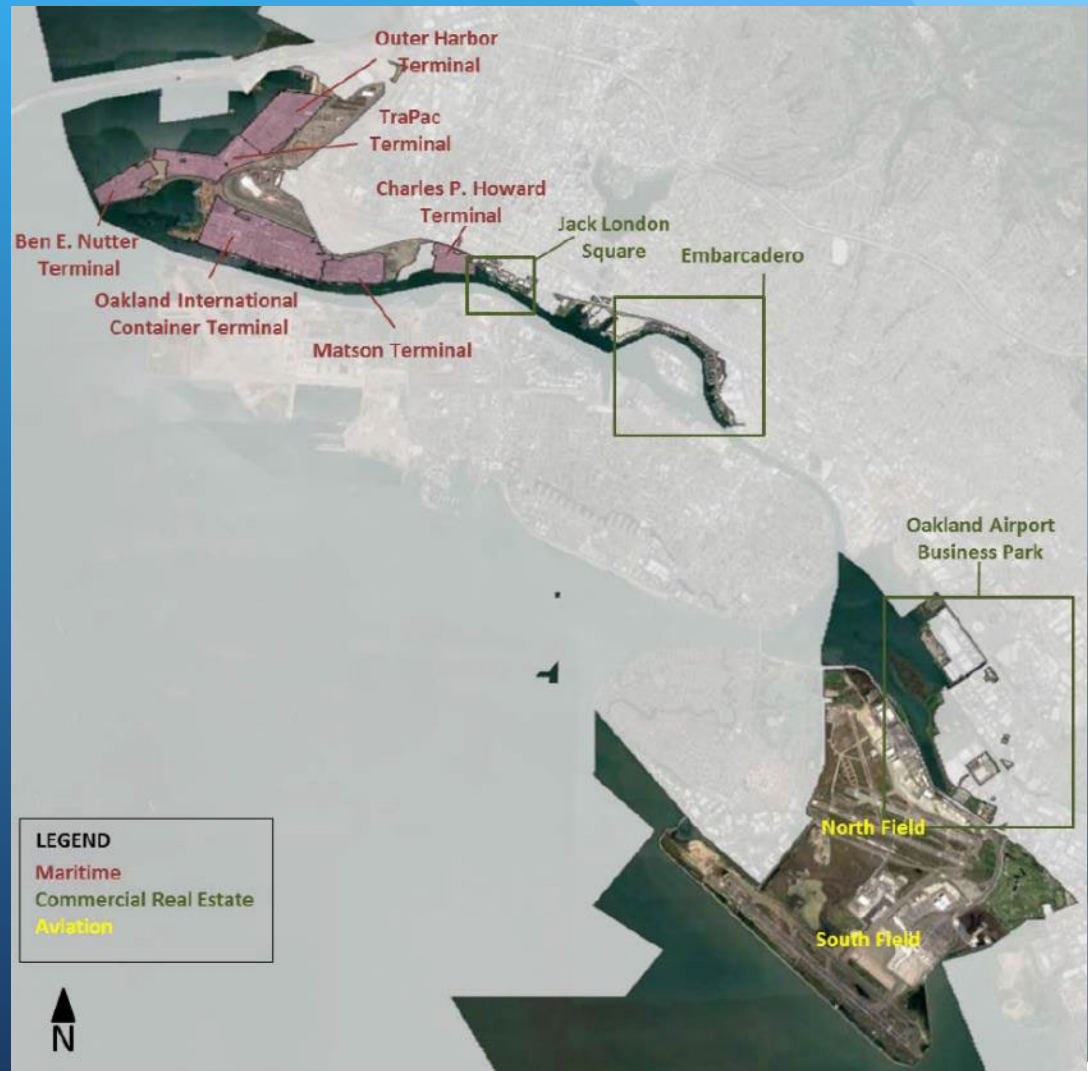 Outer Harbor
Terminal
TraPac
Terminal
Charles P. Howard
Terminal
Jack London
Square
Embarcadero
Ben E. Nutter
Terminal
Oakland International
Container Terminal
Matson Terminal
Oakland Airport
Business Park
North Field
South Field
LEGEND
Maritime
Commercial Real Estate
Aviation
N